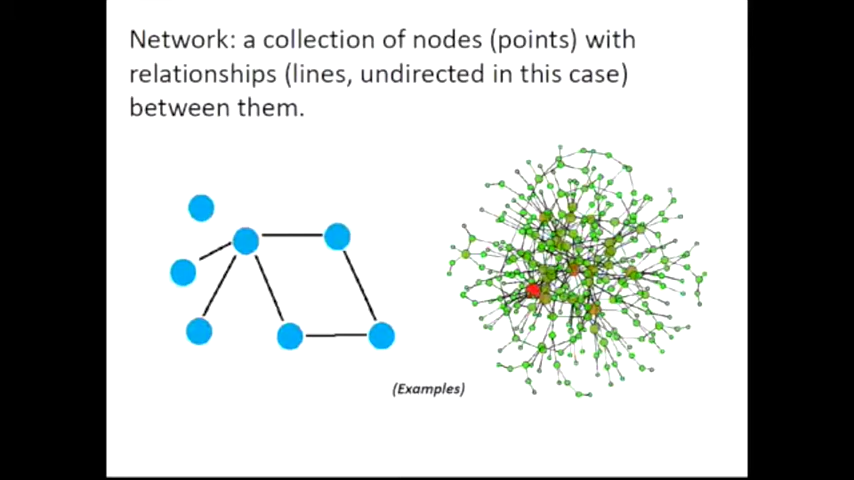 Network: a collection of nodes (points) with
relationships (lines, undirected in this case)
between them.
(Examples)